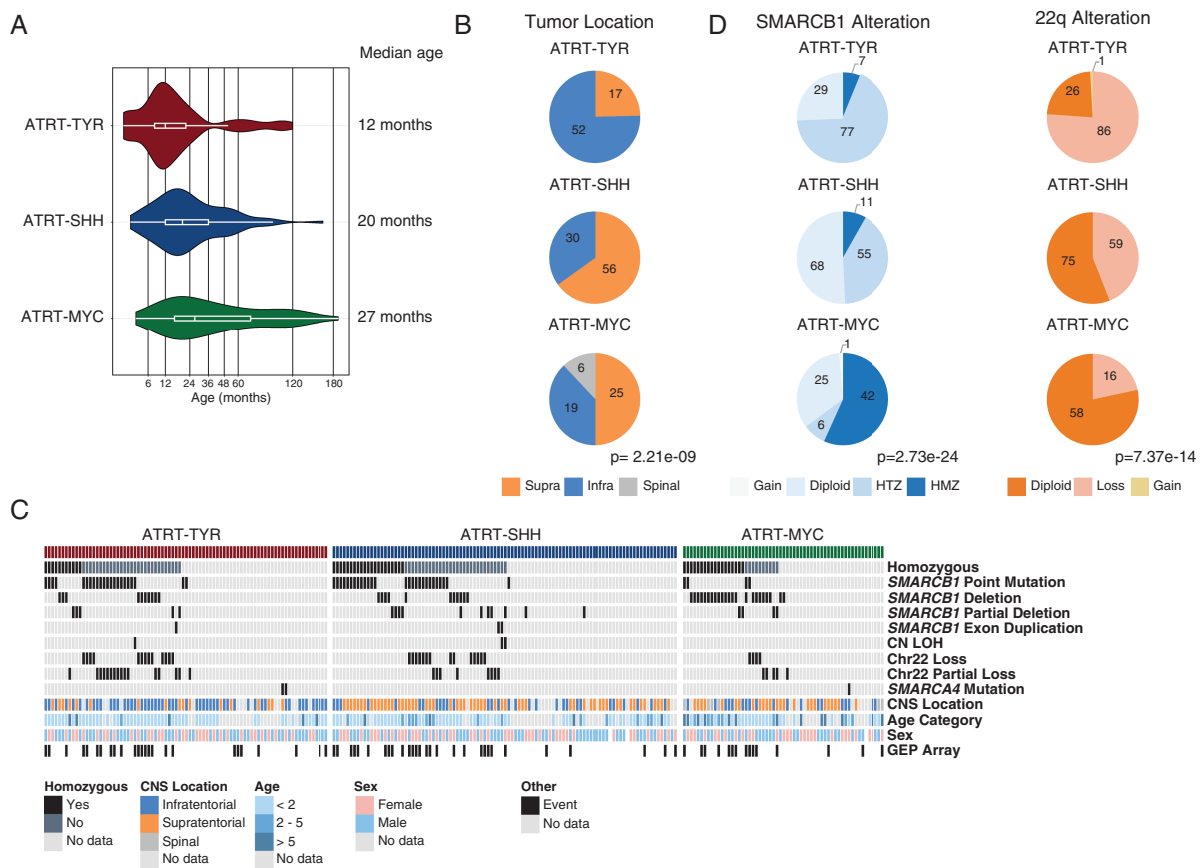 A
Median age
ATRT-TYR
12 months
ATRT-SHH
20 months
ATRT-MYC
27 months
6 12 24 36 48 60 120 180
Age (months)
B
Tumor Location
ATRT-TYR
17
52
ATRT-SHH
30
56
ATRT-MYC
6
25
19
p= 2.21e-09
Supra Infra Spinal
D
SMARCB1 Alteration
ATRT-TYR
7
29
77
ATRT-SHH
11
68
55
ATRT-MYC
1
25
42
6
p=2.73e-24
Gain Diploid HTZ HMZ
22q Alteration
ATRT-TYR
1
26
86
ATRT-SHH
59
75
ATRT-MYC
16
58
p=7.37e-14
Diploid Loss Gain
C
ATRT-TYR ATRT-SHH ATRT-MYC
Homozygous
SMARCB1 Point Mutation
SMARCB1 Deletion
SMARCB1 Partial Deletion
SMARCB1 Exon Duplication
CN LOH
Chr22 Loss
Chr22 Partial Loss
SMARCA4 Mutation
CNS Location
Age Category
Sex
GEP Array
Homozygous
Yes
No
No data
CNS Location
Infratentorial
Supratentorial
Spinal
No data
Age
< 2
2 - 5
> 5
No data
Sex
Female
Male
No data
Other
Event
No data